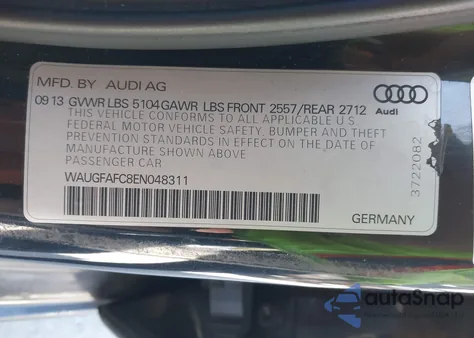 MFD. BY AUDI AG
09 13 GVWR LBS 5104 GAWR LBS FRONT 2557/REAR 2712
THIS VEHICLE CONFORMS TO ALL APPLICABLE U S
FEDERAL MOTOR VEHICLE SAFETY, BUMPER AND THEFT
PREVENTION STANDARDS IN EFFECT ON THE DATE OF
MANUFACTURE SHOWN ABOVE
PASSENGER CAR
WAUGFAFC8EN048311
Audi
3722082
GERMANY
autoSnap